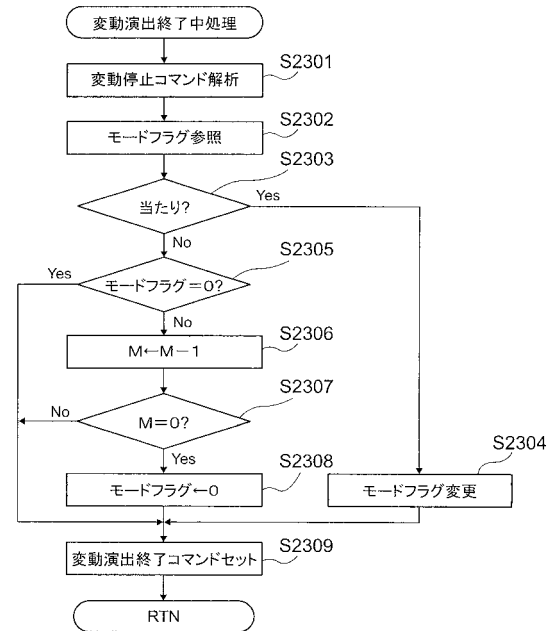 変動演出終了中処理
S2301
変動停止コマンド解析
S2302
モードフラグ参照
S2303
当たり?
Yes
No
S2305
Yes
モードフラグ=0?
No
S2306
M←M−1
S2307
No
M=0?
Yes
S2308
S2304
モードフラグ←0
モードフラグ変更
S2309
変動演出終了コマンドセット
RTN